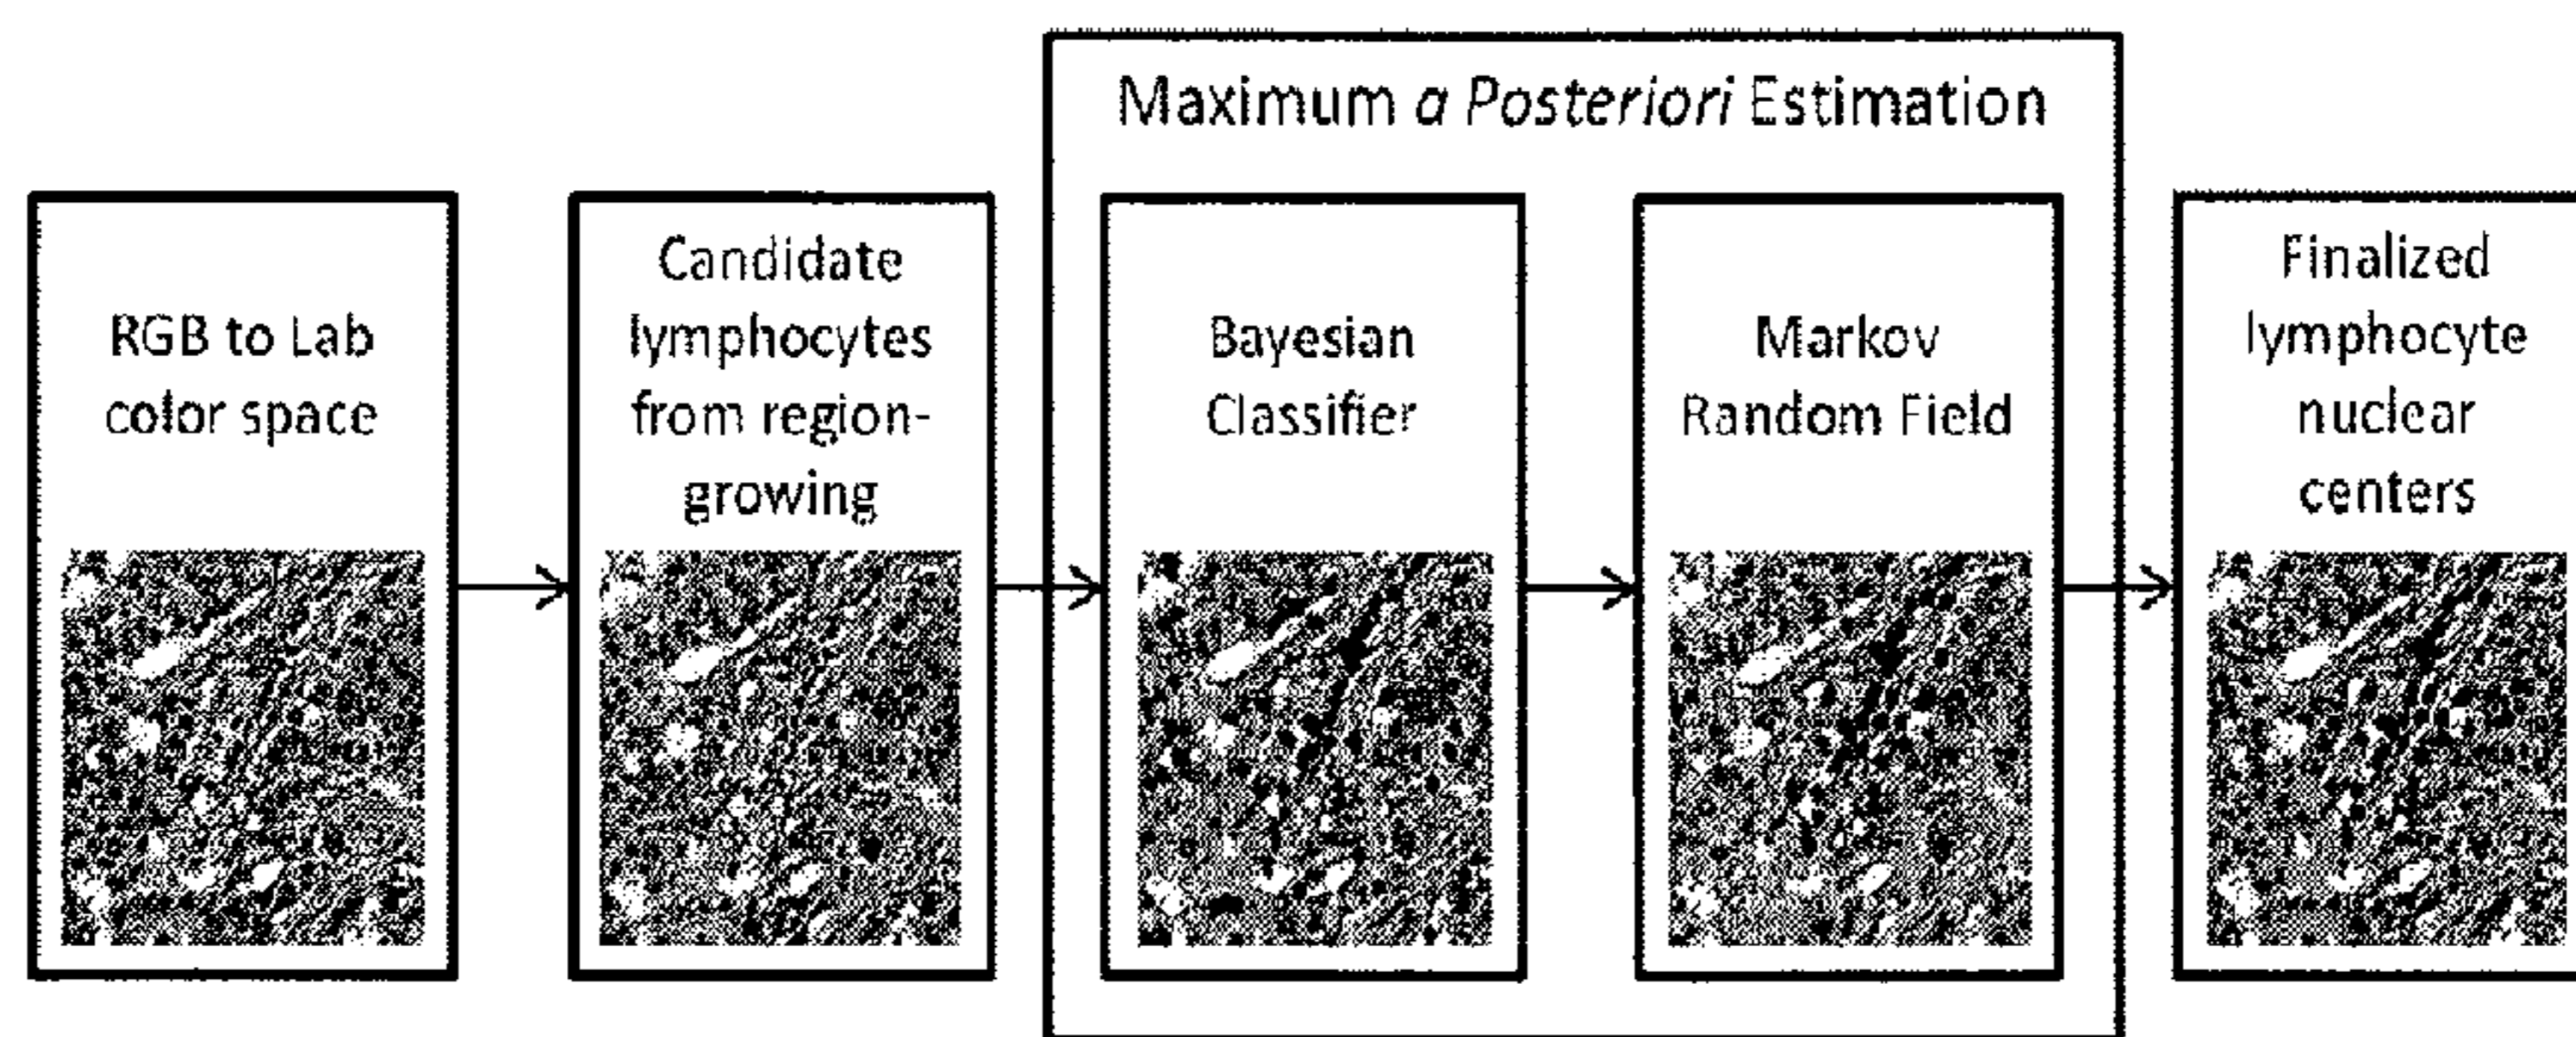 Maximum a Posteriori Estimation
RGB to Lab
color space
Candidate
lymphocytes
from region-
growing
Bayesian
Classifier
Markov
Random Field
Finalized
lymphocyte
nuclear
centers